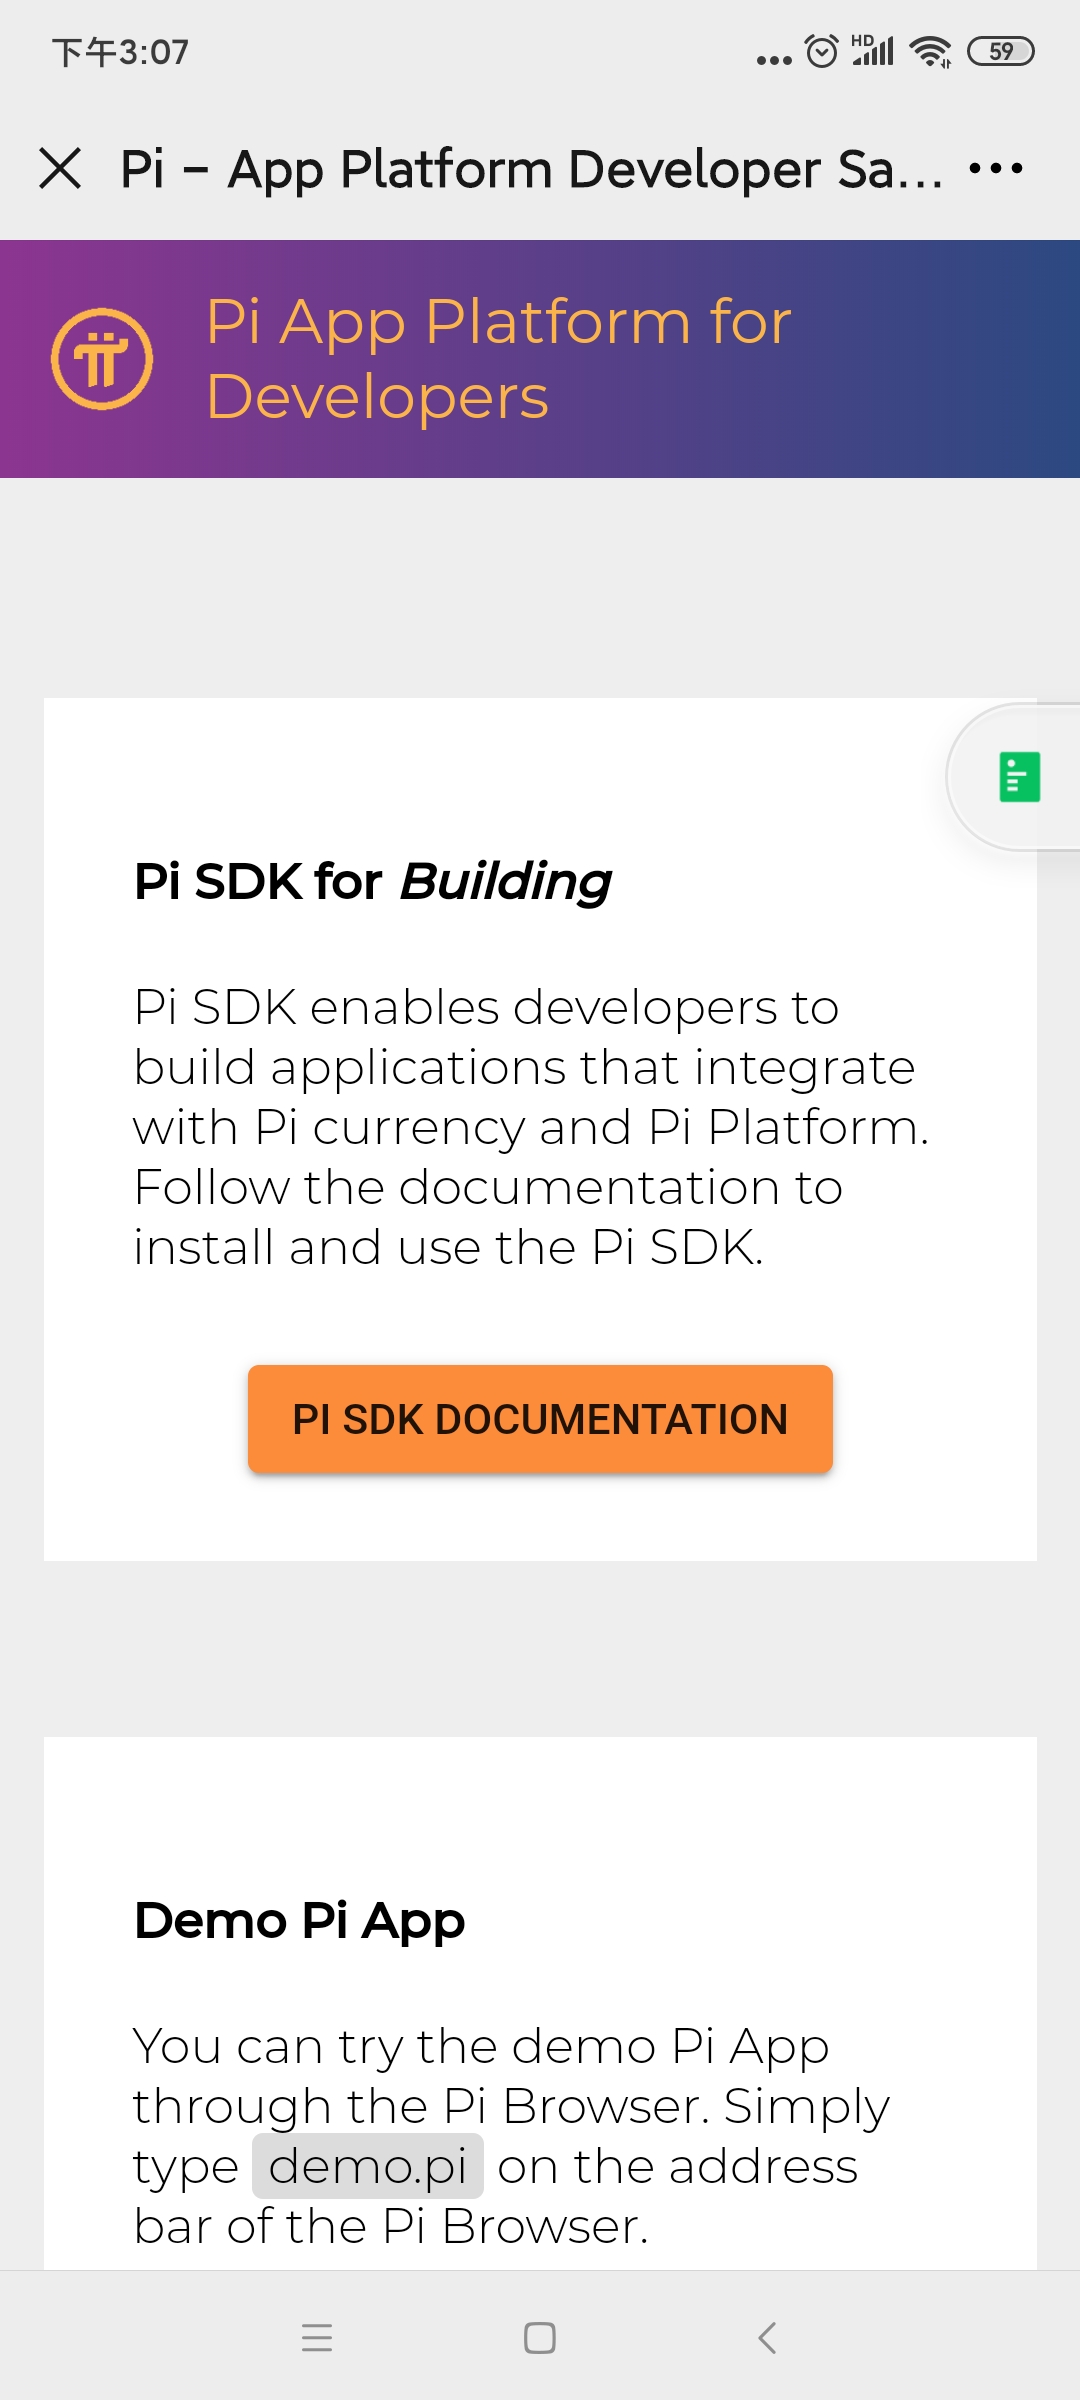 下午3:07
HD
59
Pi – App Platform Developer Sa...
Pi App Platform for
Developers
Pi SDK for Building
Pi SDK enables developers to
build applications that integrate
with Pi currency and Pi Platform.
Follow the documentation to
install and use the Pi SDK.
PI SDK DOCUMENTATION
Demo Pi App
You can try the demo Pi App
through the Pi Browser. Simply
type demo.pi on the address
bar of the Pi Browser.